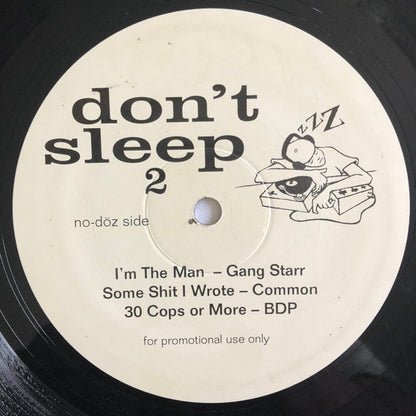 don't
sleep
2
zZZ
no-dōz side
I'm The Man – Gang Starr
Some Shit I Wrote – Common
30 Cops or More – BDP
for promotional use only